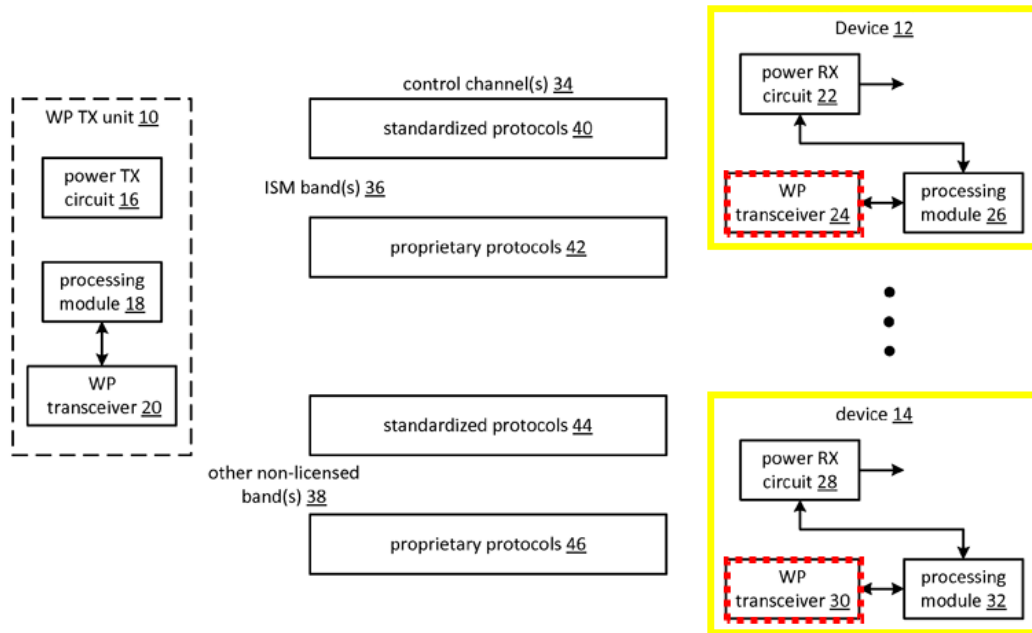 WP TX unit 10
power TX
circuit 16
processing
module 18
WP
transceiver 20
control channel(s) 34
standardized protocols 40
ISM band(s) 36
proprietary protocols 42
standardized protocols 44
other non-licensed
band(s) 38
proprietary protocols 46
Device 12
power RX
circuit 22
WP
transceiver 24
processing
module 26
device 14
power RX
circuit 28
WP
transceiver 30
processing
module 32